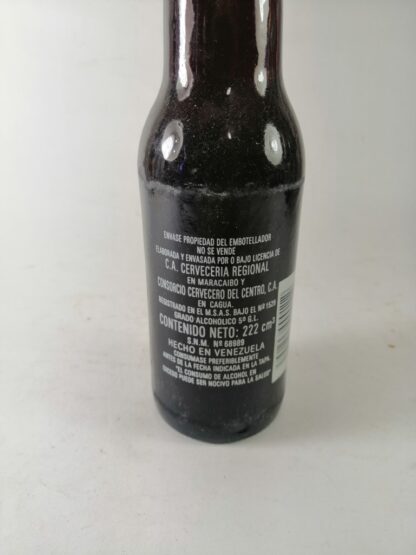 ENVASE PROPIEDAD DEL EMBOTELLADOR
NO SE VENDE
ELABORADA Y ENVASADA POR O BAJO LICENCIA DE
C.A. CERVECERIA REGIONAL
EN MARACAIBO Y
CONSORCIO CERVECERO DEL CENTRO, C.A.
EN CAGUA.
REGISTRADO EN EL M.S.A.S. BAJO EL Nº 1529
GRADO ALCOHOLICO 5º G.L.
CONTENIDO NETO: 222 cm³
S.N.M. Nº 68989
HECHO EN VENEZUELA
CONSUMASE PREFERIBLEMENTE
ANTES DE LA FECHA INDICADA EN LA TAPA.
"EL CONSUMO DE ALCOHOL EN
EXCESO PUEDE SER NOCIVO PARA LA SALUD"